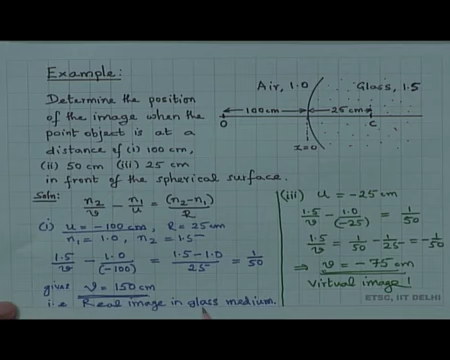 Example:
Air, 1.0
Glass, 1.5
Determine the position
of the image when the
point object is at a
distance of (i) 100 cm,
(ii) 50 cm (iii) 25 cm
in front of the spherical surface.
100cm
25 cm
O
C
x=0
Soln: n2/v - n1/u = (n2-n1)/R
(i) u = -100 cm, R = 25 cm
n1 = 1.0, n2 = 1.5
1.5/v - 1.0/(-100) = (1.5-1.0)/25 = 1/50
gives v = 150 cm
i.e Real image in glass medium.
(iii) u = -25 cm
1.5/v - 1.0/(-25) = 1/50
1.5/v = 1/50 - 1/25 = -1/50
⇒ v = -75 cm
Virtual image!
ETSC, IIT DELHI